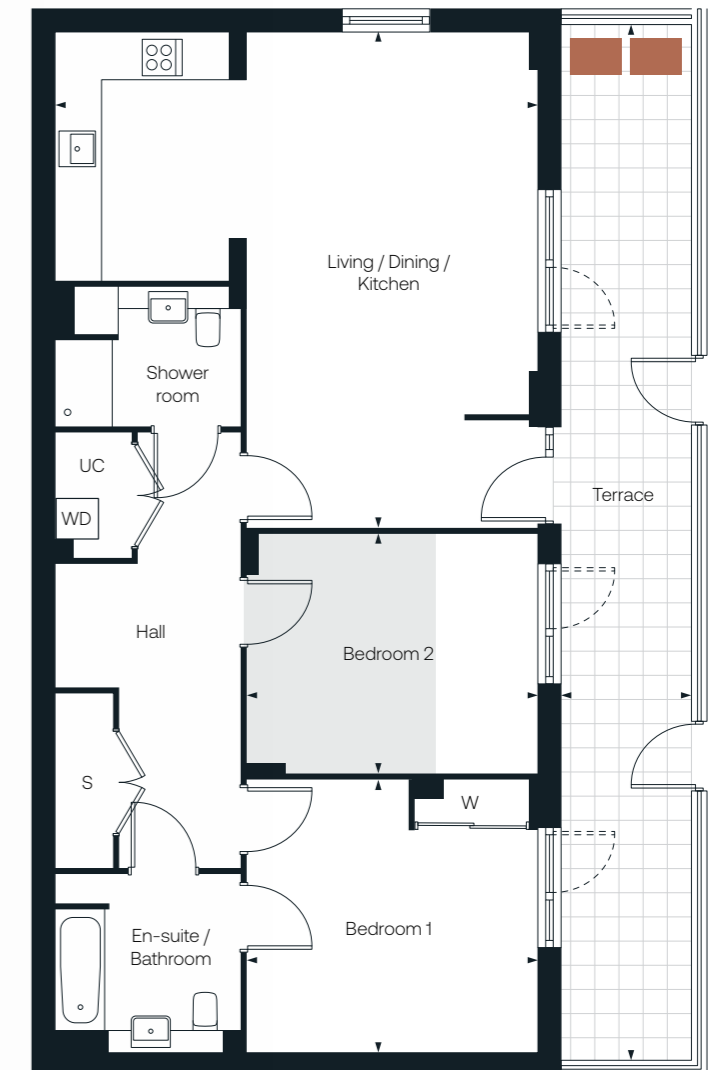 Living / Dining /
Kitchen
Shower
room
UC
WD
Terrace
Hall
Bedroom 2
S
W
En-suite /
Bathroom
Bedroom 1